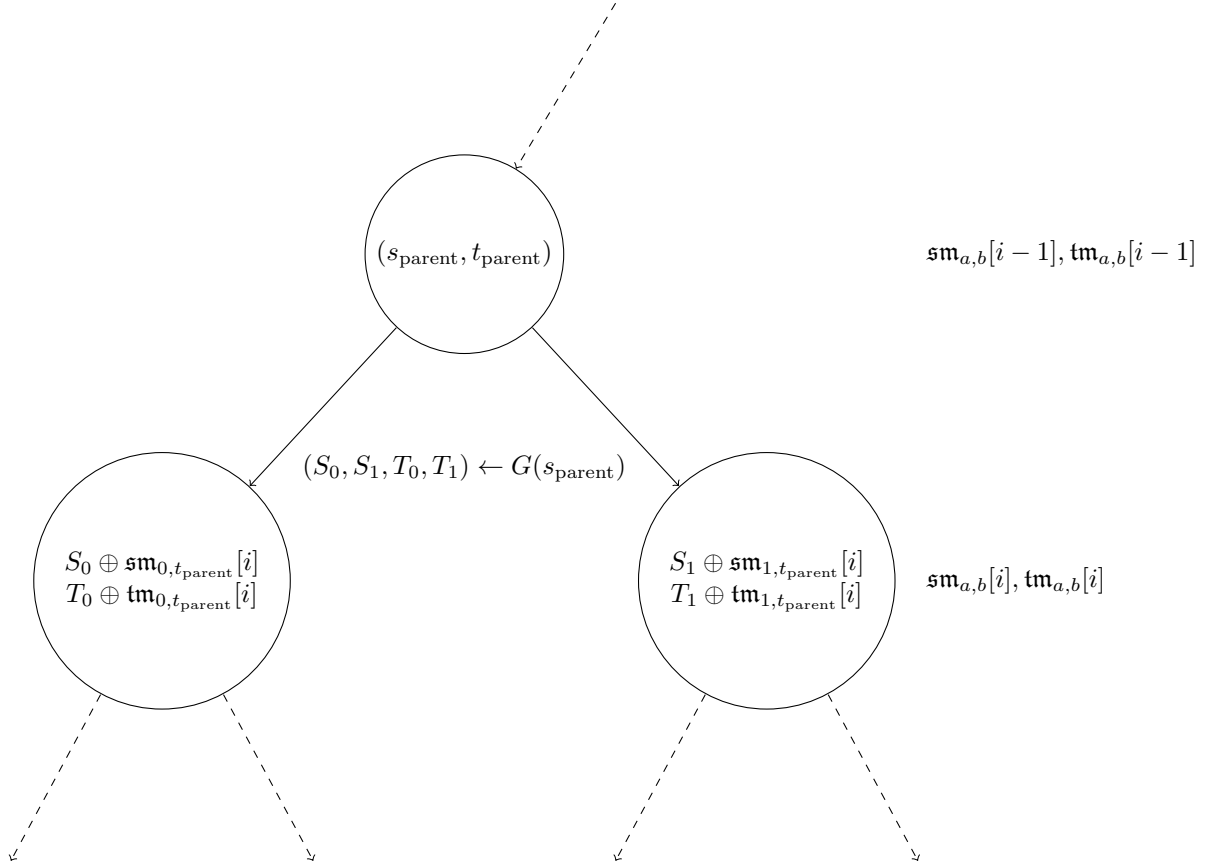 (s_parent, t_parent)
𝔰𝔪_{a,b}[i − 1], 𝔱𝔪_{a,b}[i − 1]
(S_0, S_1, T_0, T_1) ← G(s_parent)
S_0 ⊕ 𝔰𝔪_{0,t_parent}[i]
T_0 ⊕ 𝔱𝔪_{0,t_parent}[i]
S_1 ⊕ 𝔰𝔪_{1,t_parent}[i]
T_1 ⊕ 𝔱𝔪_{1,t_parent}[i]
𝔰𝔪_{a,b}[i], 𝔱𝔪_{a,b}[i]